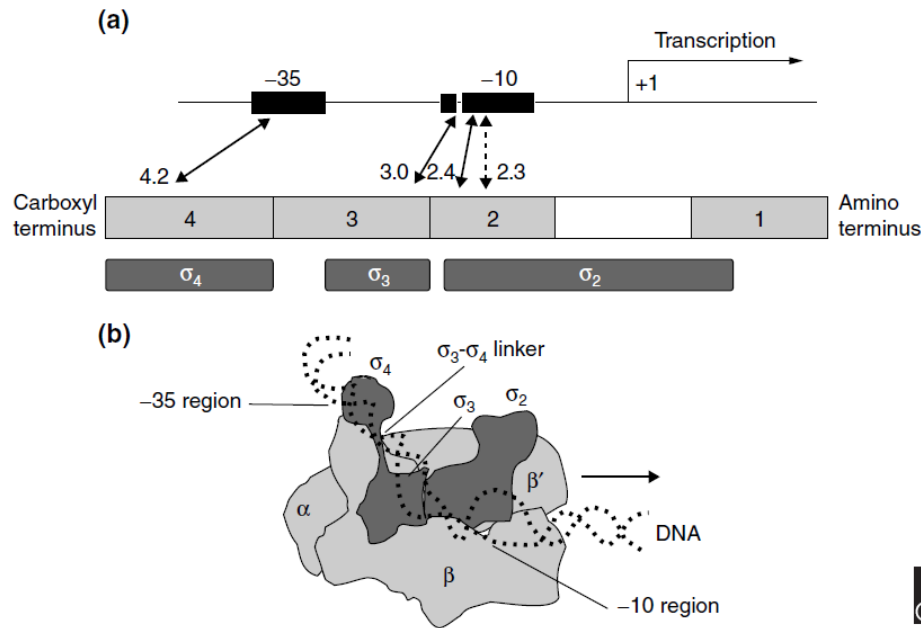 (a)
Transcription
–35
–10
+1
4.2
3.0
2.4
2.3
Carboxyl
terminus
4
3
2
1
Amino
terminus
σ4
σ3
σ2
(b)
σ4
σ3-σ4 linker
–35 region
σ3
σ2
β′
α
DNA
β
–10 region